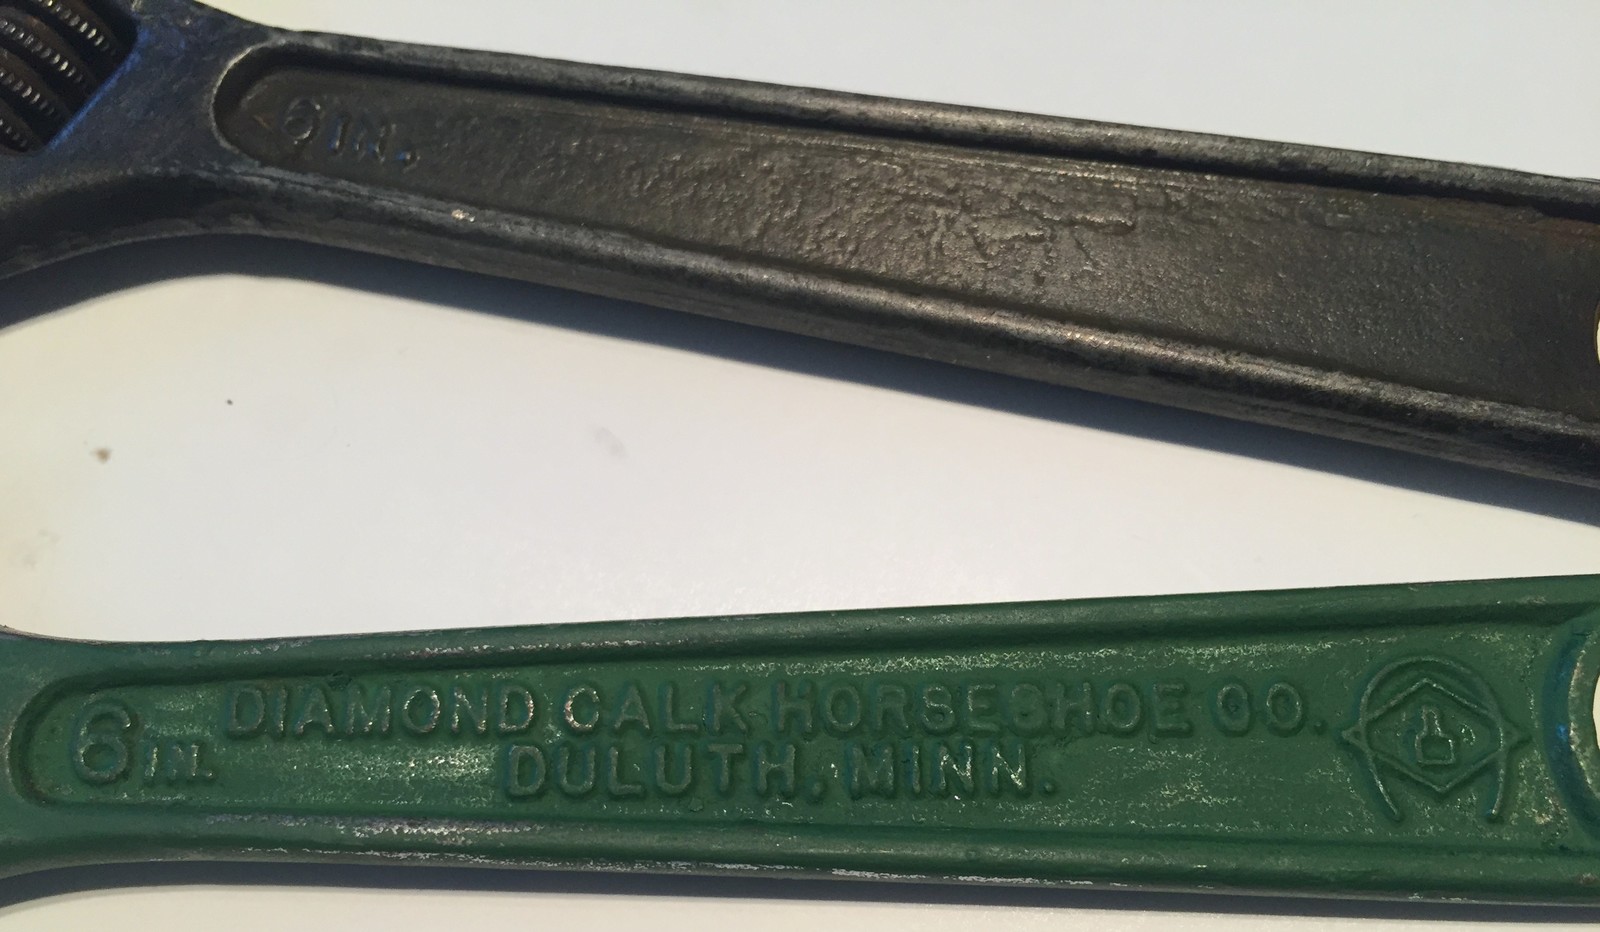 6 IN.
6 IN.
DIAMOND CALK HORSESHOE CO.
DULUTH, MINN.